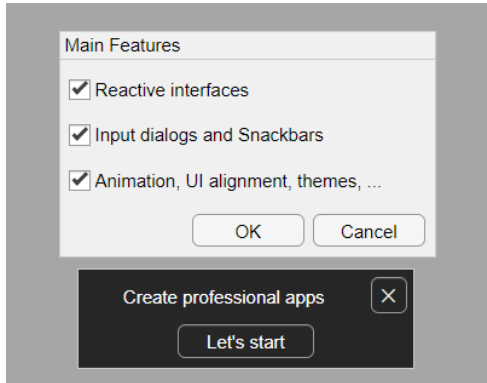 Main Features
Reactive interfaces
Input dialogs and Snackbars
Animation, UI alignment, themes, ...
OK Cancel
Create professional apps
Let's start